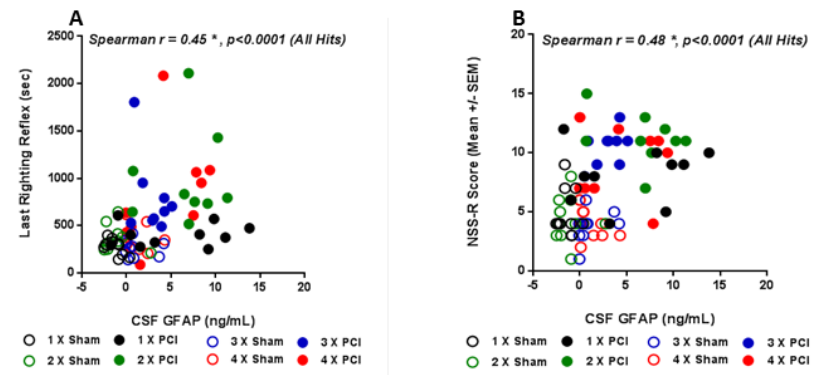 A
Spearman r = 0.45 *, p<0.0001 (All Hits)
Last Righting Reflex (sec)
2500
2000
1500
1000
500
0
-5 0 5 10 15 20
CSF GFAP (ng/mL)
1 X Sham 1 X PCI 3 X Sham 3 X PCI
2 X Sham 2 X PCI 4 X Sham 4 X PCI
B
Spearman r = 0.48 *, p<0.0001 (All Hits)
NSS-R Score (Mean +/- SEM)
20
15
10
5
0
-5 0 5 10 15 20
CSF GFAP (ng/mL)
1 X Sham 1 X PCI 3 X Sham 3 X PCI
2 X Sham 2 X PCI 4 X Sham 4 X PCI